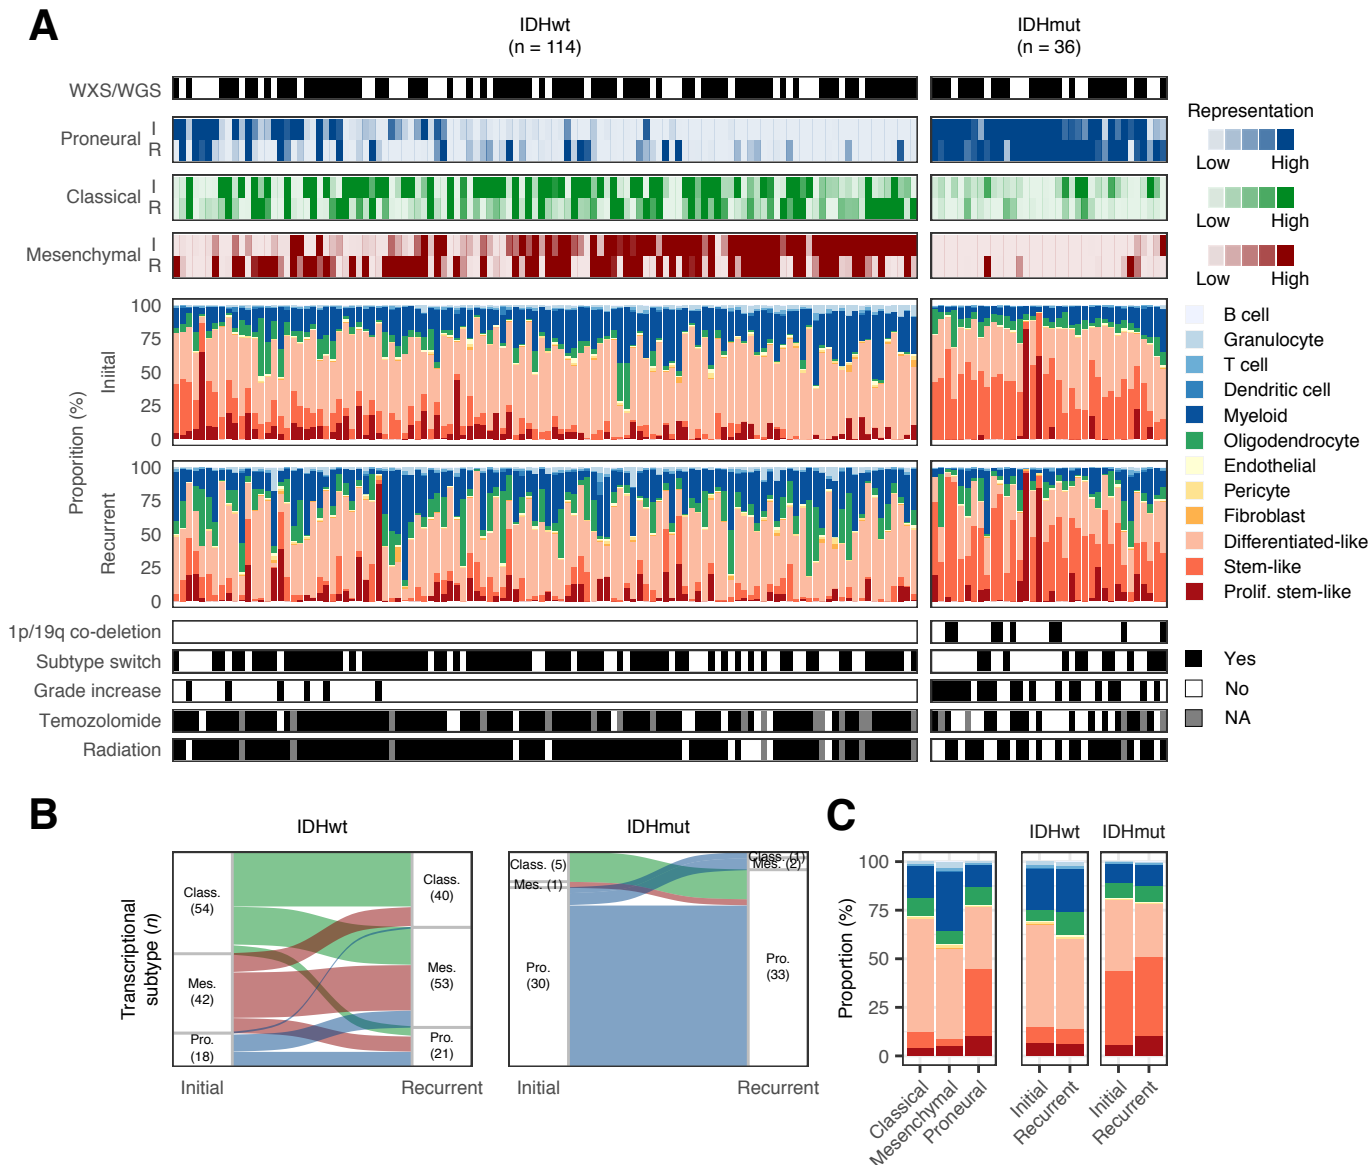 A
IDHwt
(n = 114)
IDHmut
(n = 36)
WXS/WGS
Proneural
I
R
Classical
I
R
Mesenchymal
I
R
Representation
Low High
Low High
Low High
Proporition (%)
Iniital
100
75
50
25
0
Recurrent
100
75
50
25
0
B cell
Granulocyte
T cell
Dendritic cell
Myeloid
Oligodendrocyte
Endothelial
Pericyte
Fibroblast
Differentiated-like
Stem-like
Prolif. stem-like
1p/19q co-deletion
Subtype switch
Grade increase
Temozolomide
Radiation
Yes
No
NA
B
IDHwt
IDHmut
Transcriptional
subtype (n)
Class.
(54)
Mes.
(42)
Pro.
(18)
Class.
(40)
Mes.
(53)
Pro.
(21)
Initial
Recurrent
Class. (5)
Mes. (1)
Pro.
(30)
Class. (1)
Mes. (2)
Pro.
(33)
Initial
Recurrent
C
IDHwt
IDHmut
Proportion (%)
100
75
50
25
0
Classical
Mesenchymal
Proneural
Initial
Recurrent
Initial
Recurrent